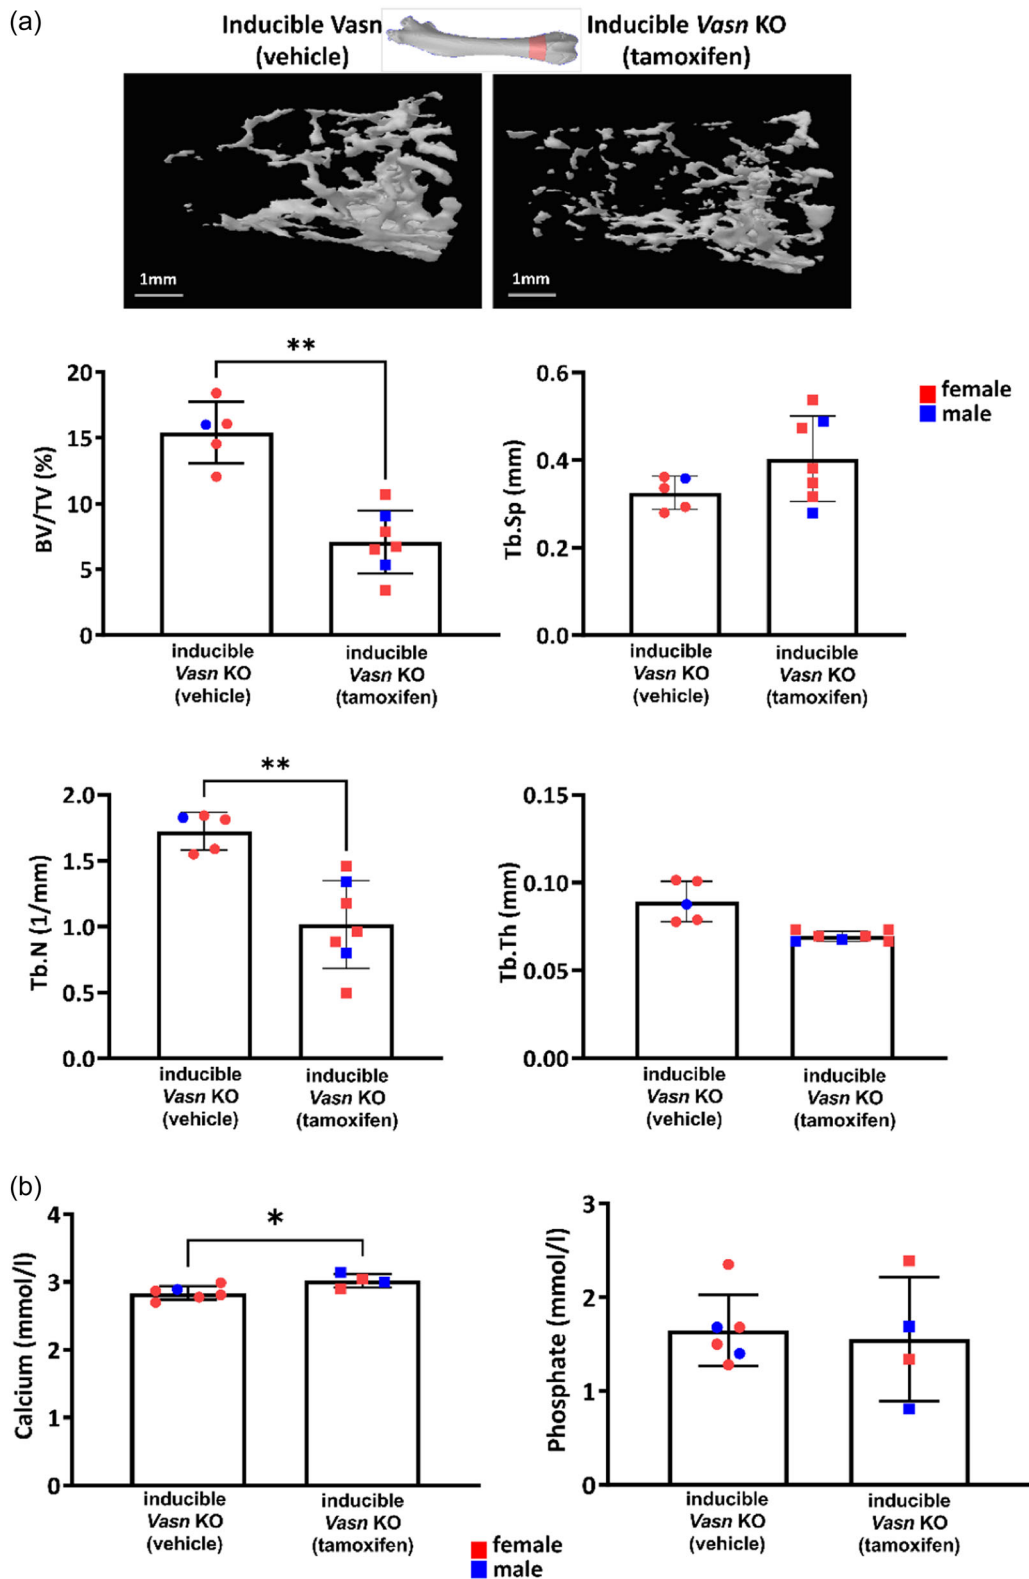 (a)
Inducible Vasn
(vehicle)
Inducible Vasn KO
(tamoxifen)
1mm
1mm
**
20
15
10
5
0
BV/TV (%)
inducible
Vasn KO
(vehicle)
inducible
Vasn KO
(tamoxifen)
0.6
0.4
0.2
0.0
Tb.Sp (mm)
inducible
Vasn KO
(vehicle)
inducible
Vasn KO
(tamoxifen)
female
male
**
2.0
1.5
1.0
0.5
0.0
Tb.N (1/mm)
inducible
Vasn KO
(vehicle)
inducible
Vasn KO
(tamoxifen)
0.15
0.10
0.05
0.00
Tb.Th (mm)
inducible
Vasn KO
(vehicle)
inducible
Vasn KO
(tamoxifen)
(b)
*
4
3
2
1
0
Calcium (mmol/l)
inducible
Vasn KO
(vehicle)
inducible
Vasn KO
(tamoxifen)
3
2
1
0
Phosphate (mmol/l)
inducible
Vasn KO
(vehicle)
inducible
Vasn KO
(tamoxifen)
female
male